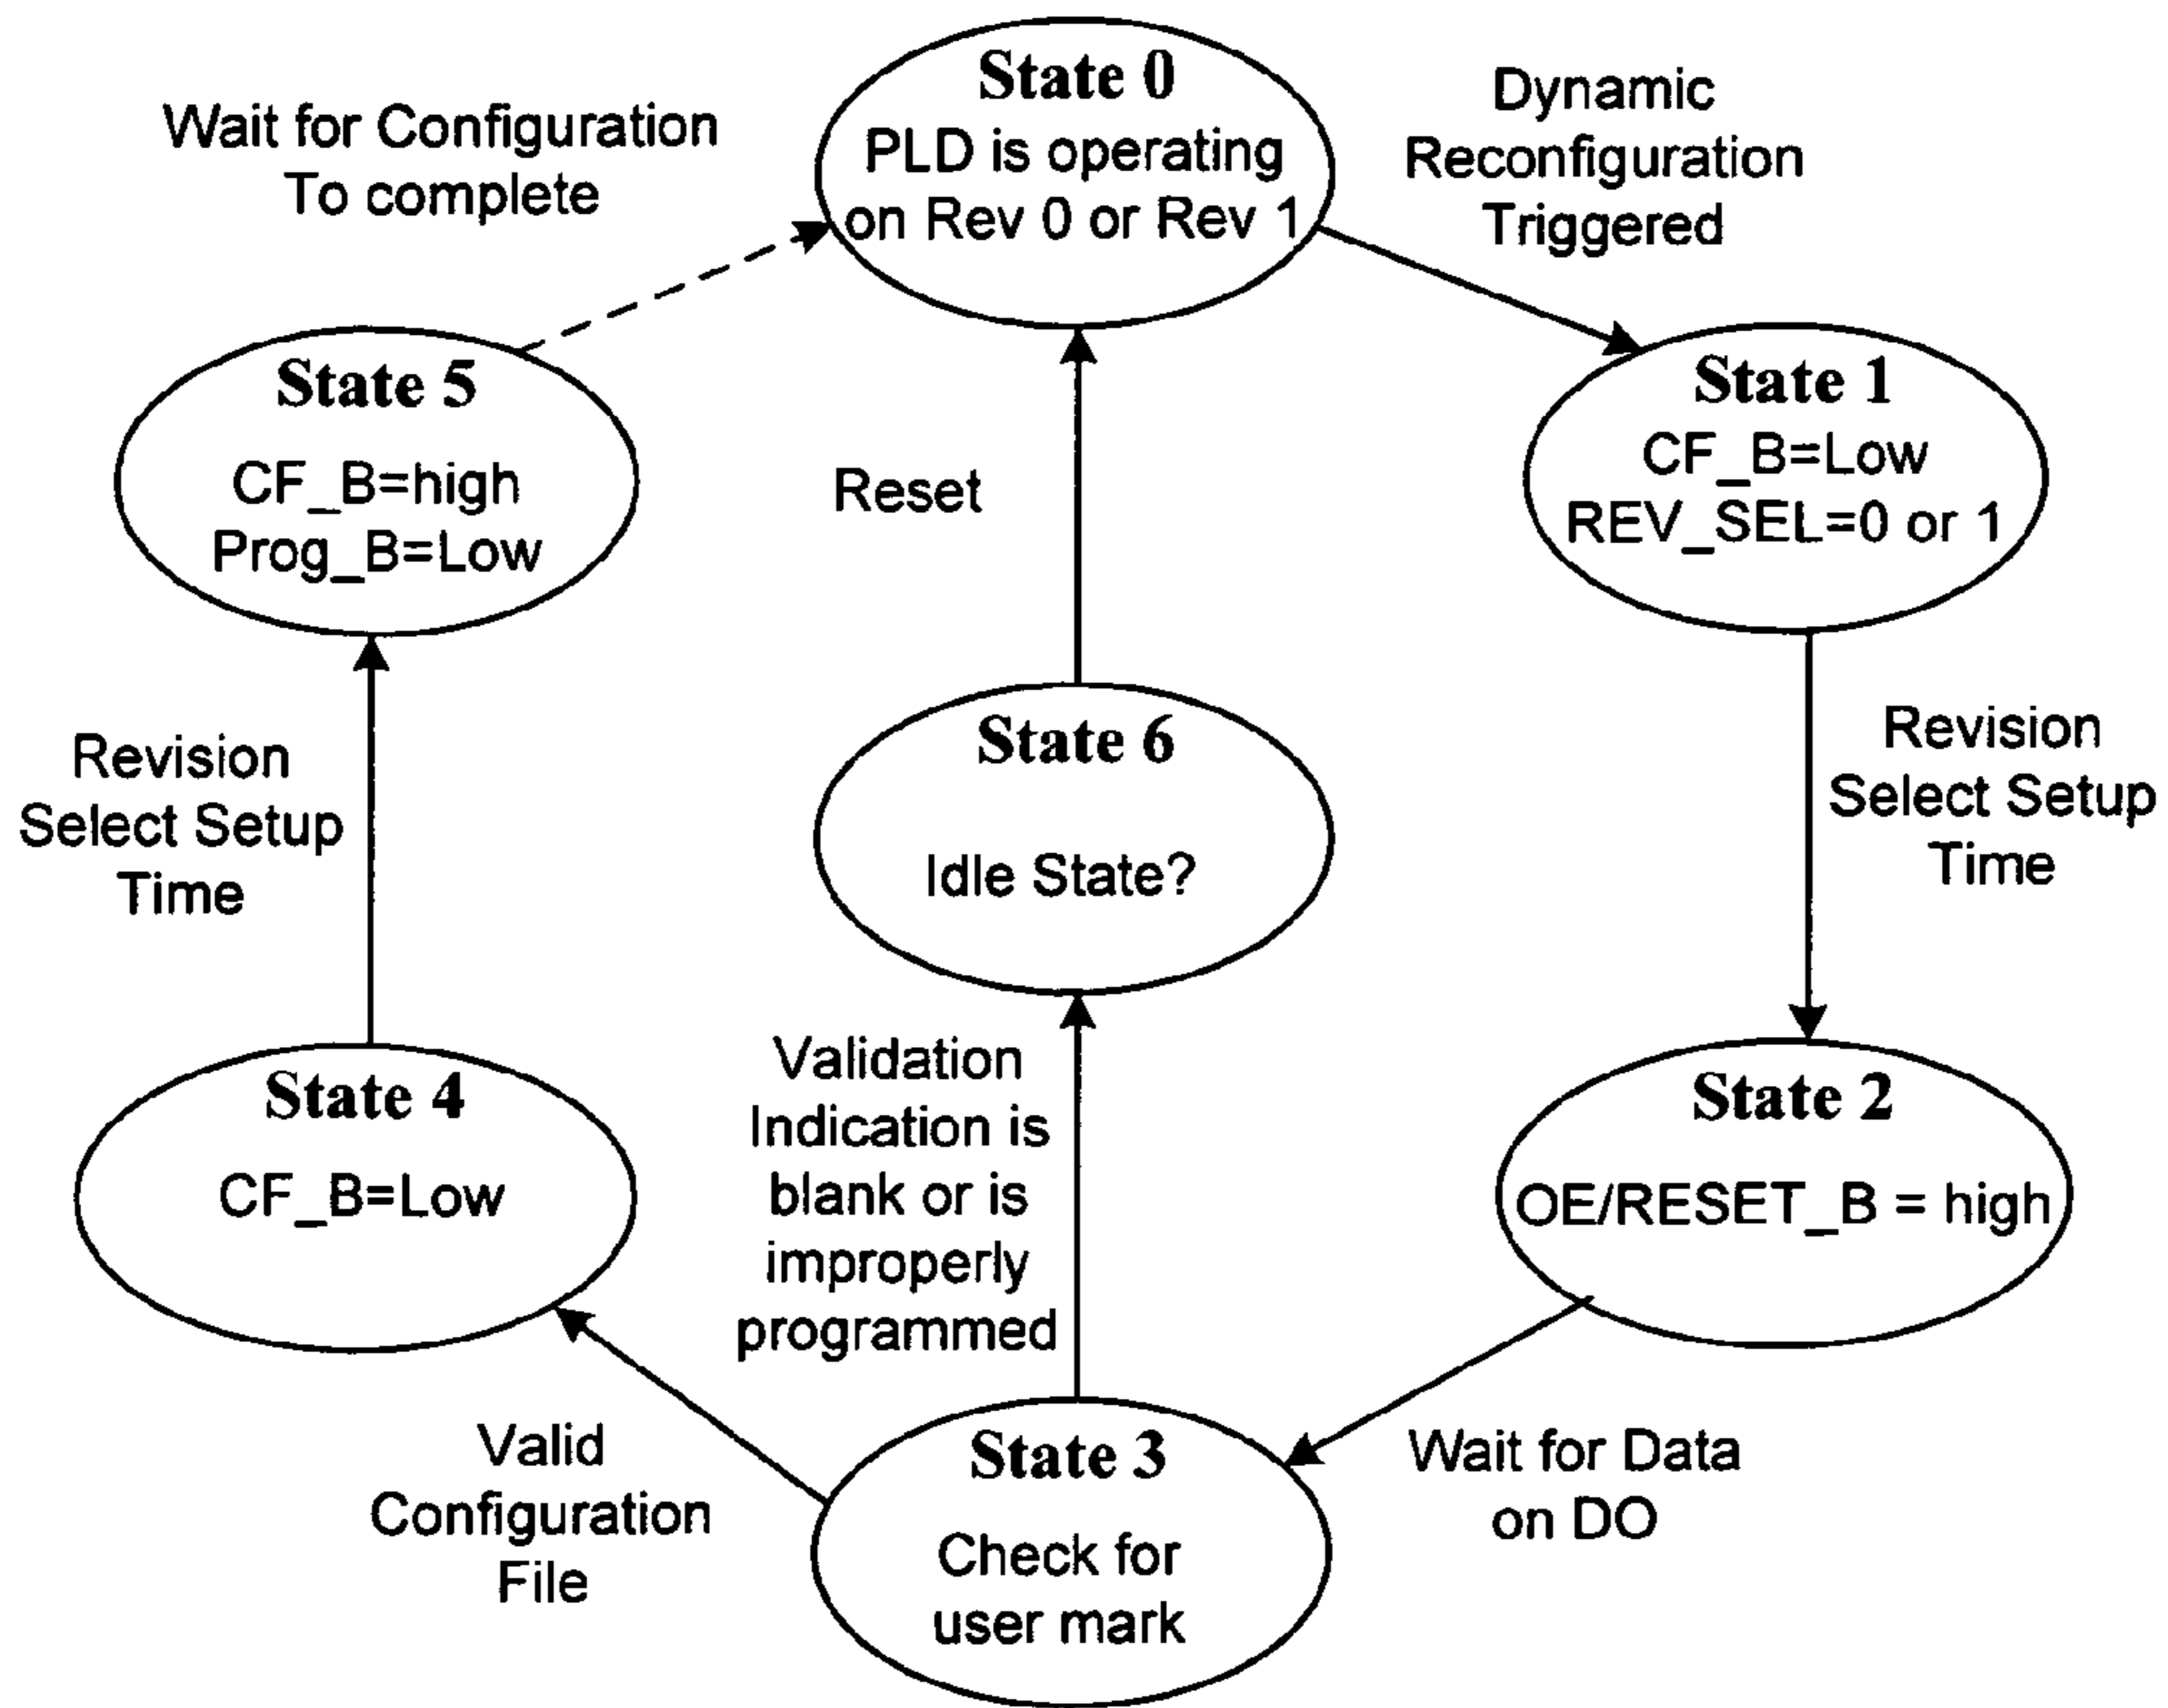 State 0
PLD is operating
on Rev 0 or Rev 1
Dynamic
Reconfiguration
Triggered
State 1
CF_B=Low
REV_SEL=0 or 1
Revision
Select Setup
Time
State 2
OE/RESET_B = high
Wait for Data
on DO
State 3
Check for
user mark
Valid
Configuration
File
State 4
CF_B=Low
Revision
Select Setup
Time
State 5
CF_B=high
Prog_B=Low
Wait for Configuration
To complete
Validation
Indication is
blank or is
improperly
programmed
State 6
Idle State?
Reset